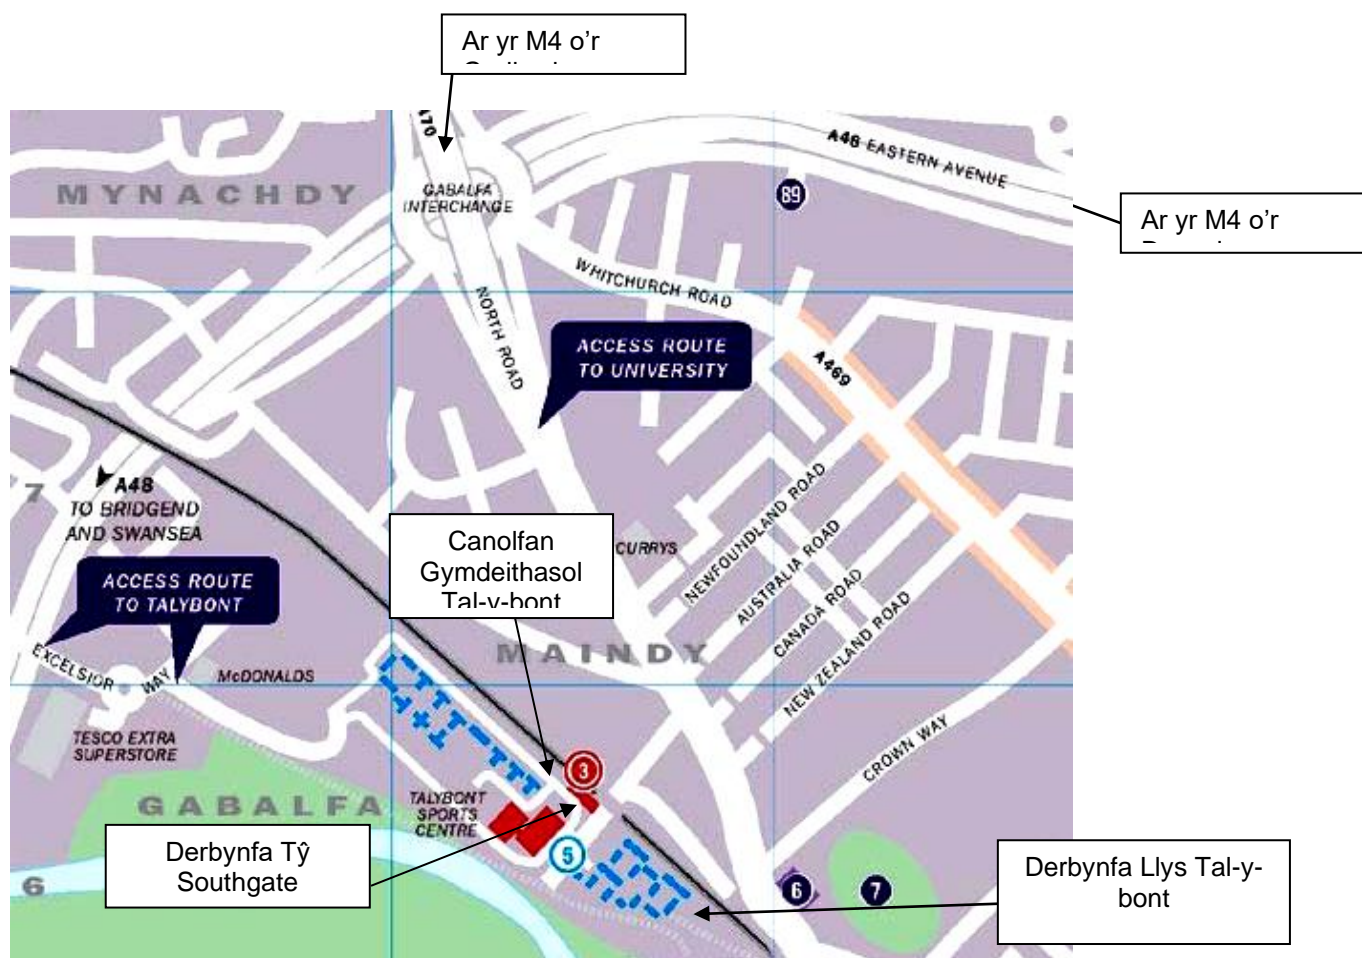 Ar yr M4 o’r
A48 EASTERN AVENUE
MYNACHDY
GABALFA
INTERCHANGE
89
Ar yr M4 o’r
WHITCHURCH ROAD
NORTH ROAD
ACCESS ROUTE
TO UNIVERSITY
A469
7
A48
TO BRIDGEND
AND SWANSEA
NEWFOUNDLAND ROAD
Canolfan
Gymdeithasol
Tal-y-bont
CURRYS
AUSTRALIA ROAD
ACCESS ROUTE
TO TALYBONT
CANADA ROAD
NEW ZEALAND ROAD
MAINDY
EXCELSIOR WAY
McDONALDS
TESCO EXTRA
SUPERSTORE
CROWN WAY
3
GABALFA
TALYBONT
SPORTS
CENTRE
5
Derbynfa Tŷ
Southgate
Derbynfa Llys Tal-y-
bont
6
6
7